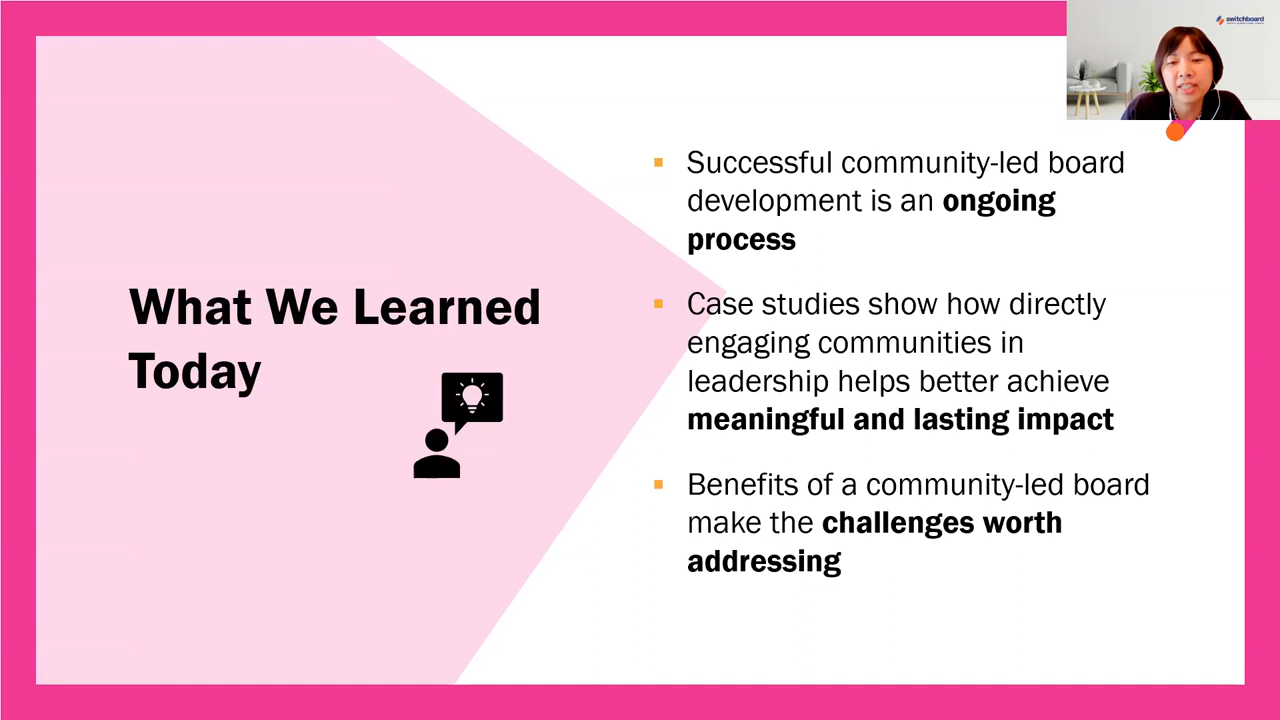 switchboard
What We Learned
Today
▪ Successful community-led board
development is an ongoing
process
▪ Case studies show how directly
engaging communities in
leadership helps better achieve
meaningful and lasting impact
▪ Benefits of a community-led board
make the challenges worth
addressing